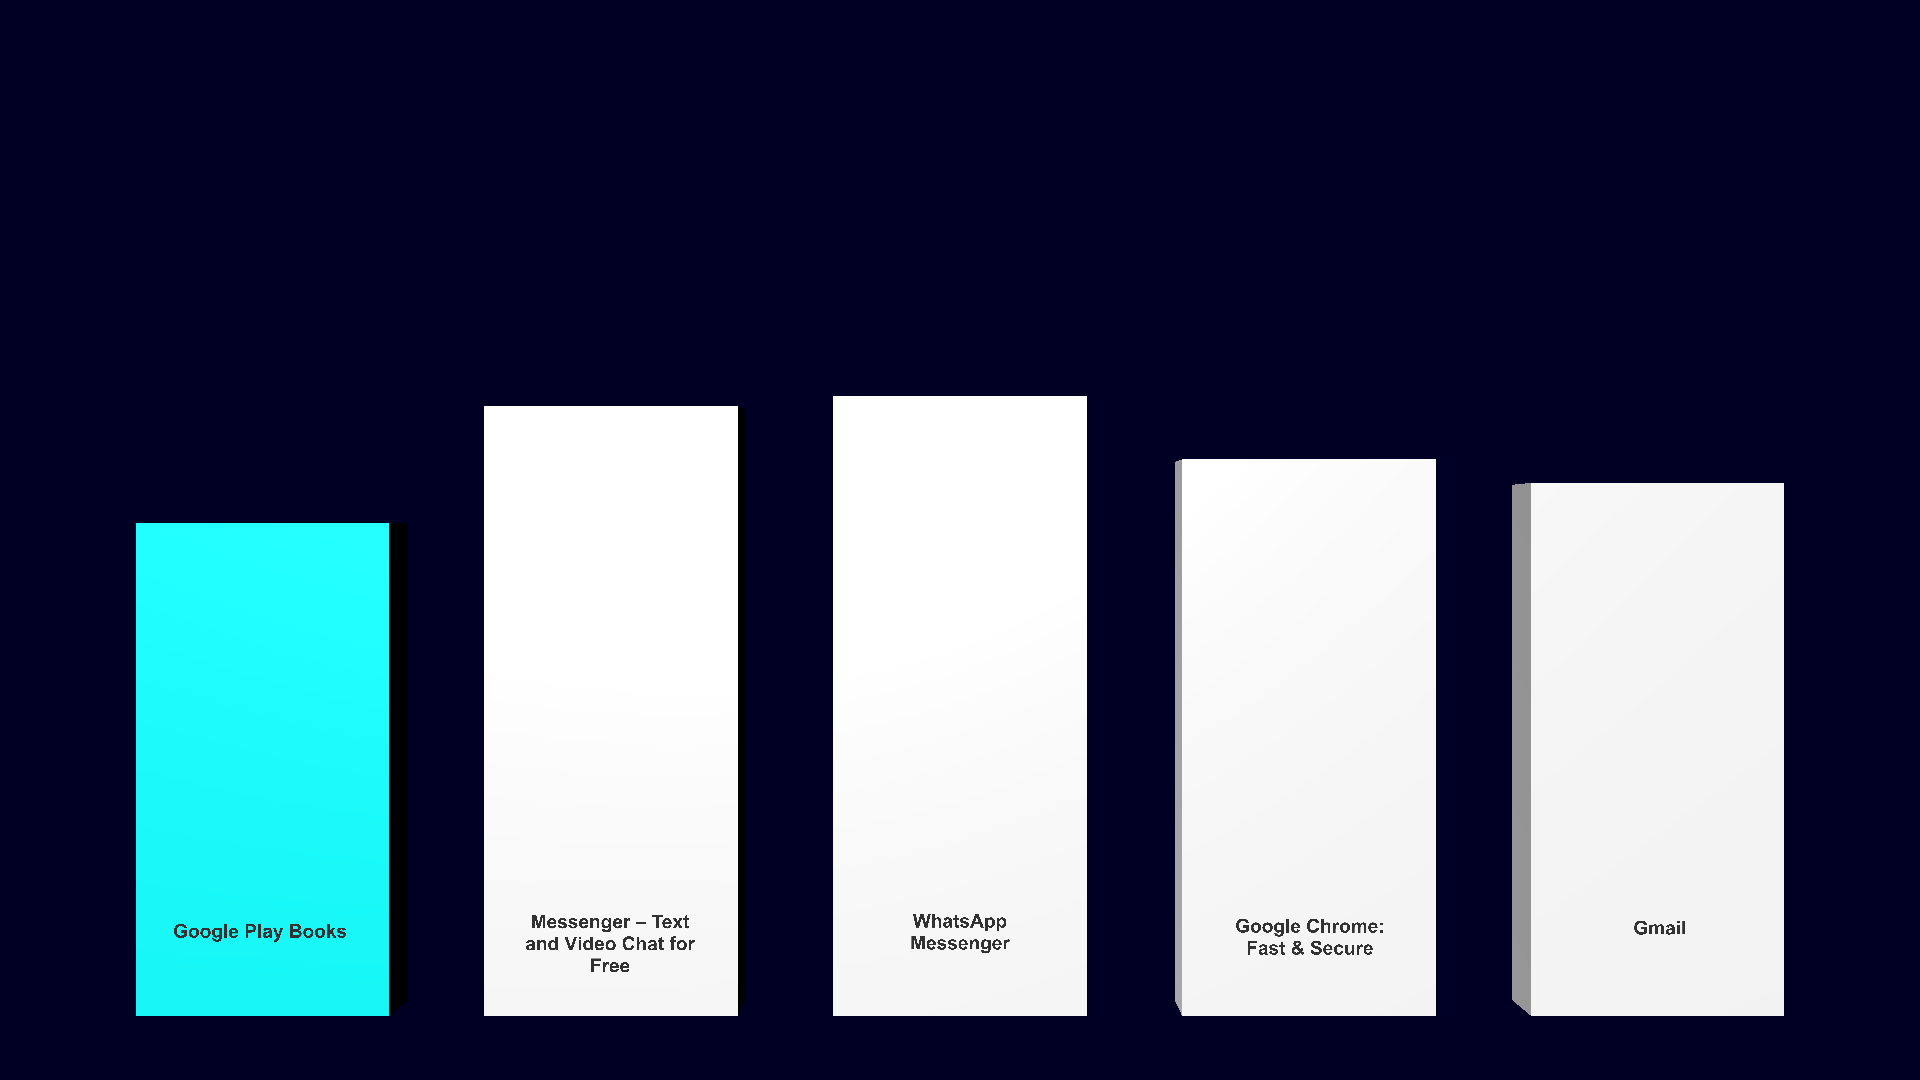 Google Play Books
Messenger – Text
and Video Chat for
Free
WhatsApp
Messenger
Google Chrome:
Fast & Secure
Gmail